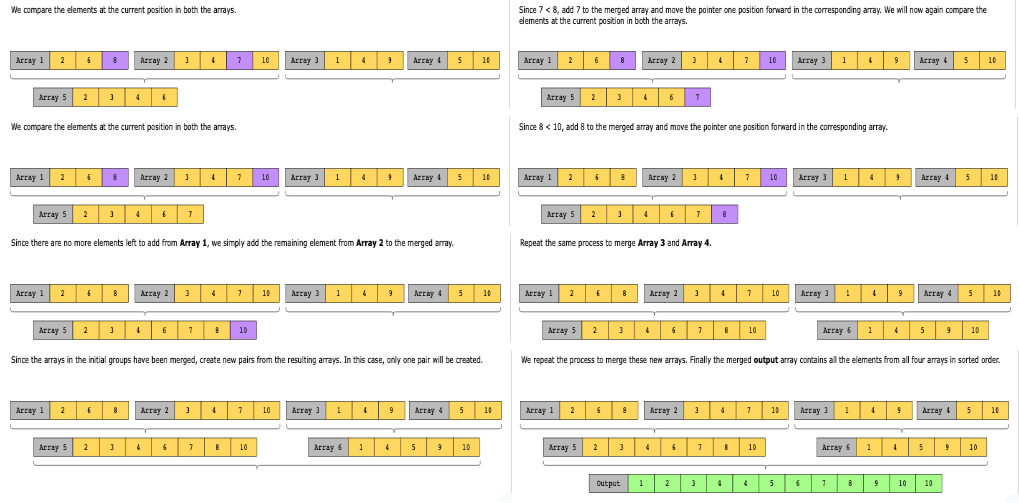 We compare the elements at the current position in both the arrays.
Array 1 2 6 8 Array 2 3 4 7 10 Array 3 1 4 9 Array 4 5 10
Array 5 2 3 4 6
Since 7 < 8, add 7 to the merged array and move the pointer one position forward in the corresponding array. We will now again compare the
elements at the current position in both the arrays.
Array 1 2 6 8 Array 2 3 4 7 10 Array 3 1 4 9 Array 4 5 10
Array 5 2 3 4 6 7
We compare the elements at the current position in both the arrays.
Array 1 2 6 8 Array 2 3 4 7 10 Array 3 1 4 9 Array 4 5 10
Array 5 2 3 4 6 7
Since 8 < 10, add 8 to the merged array and move the pointer one position forward in the corresponding array.
Array 1 2 6 8 Array 2 3 4 7 10 Array 3 1 4 9 Array 4 5 10
Array 5 2 3 4 6 7 8
Since there are no more elements left to add from Array 1, we simply add the remaining element from Array 2 to the merged array.
Array 1 2 6 8 Array 2 3 4 7 10 Array 3 1 4 9 Array 4 5 10
Array 5 2 3 4 6 7 8 10
Repeat the same process to merge Array 3 and Array 4.
Array 1 2 6 8 Array 2 3 4 7 10 Array 3 1 4 9 Array 4 5 10
Array 5 2 3 4 6 7 8 10 Array 6 1 4 5 9 10
Since the arrays in the initial groups have been merged, create new pairs from the resulting arrays. In this case, only one pair will be created.
Array 1 2 6 8 Array 2 3 4 7 10 Array 3 1 4 9 Array 4 5 10
Array 5 2 3 4 6 7 8 10 Array 6 1 4 5 9 10
We repeat the process to merge these new arrays. Finally the merged output array contains all the elements from all four arrays in sorted order.
Array 1 2 6 8 Array 2 3 4 7 10 Array 3 1 4 9 Array 4 5 10
Array 5 2 3 4 6 7 8 10 Array 6 1 4 5 9 10
Output 1 2 3 4 4 5 6 7 8 9 10 10